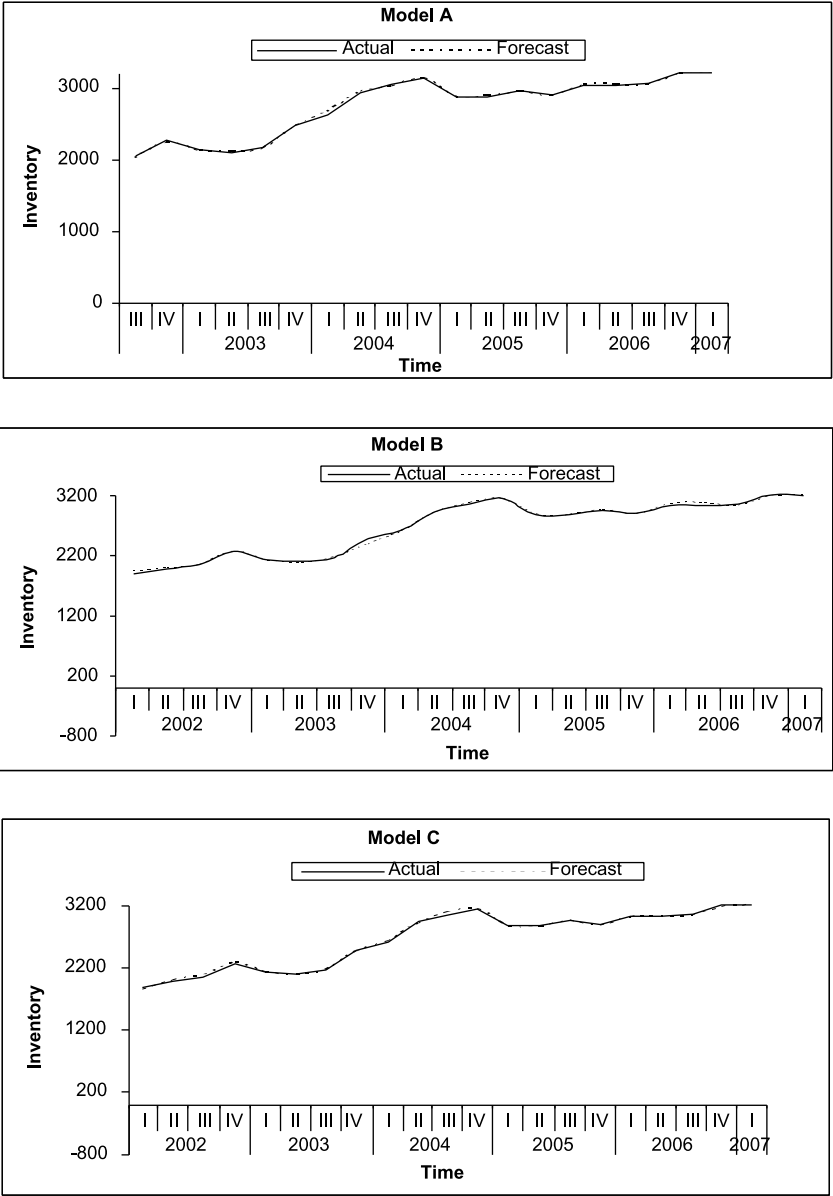 Model A
Actual Forecast
3000
2000
1000
0
Inventory
III IV I II III IV I II III IV I II III IV I II III IV I
2003 2004 2005 2006 2007
Time
Model B
Actual Forecast
3200
2200
1200
200
-800
Inventory
I II III IV I II III IV I II III IV I II III IV I II III IV I
2002 2003 2004 2005 2006 2007
Time
Model C
Actual Forecast
3200
2200
1200
200
-800
Inventory
I II III IV I II III IV I II III IV I II III IV I II III IV I
2002 2003 2004 2005 2006 2007
Time